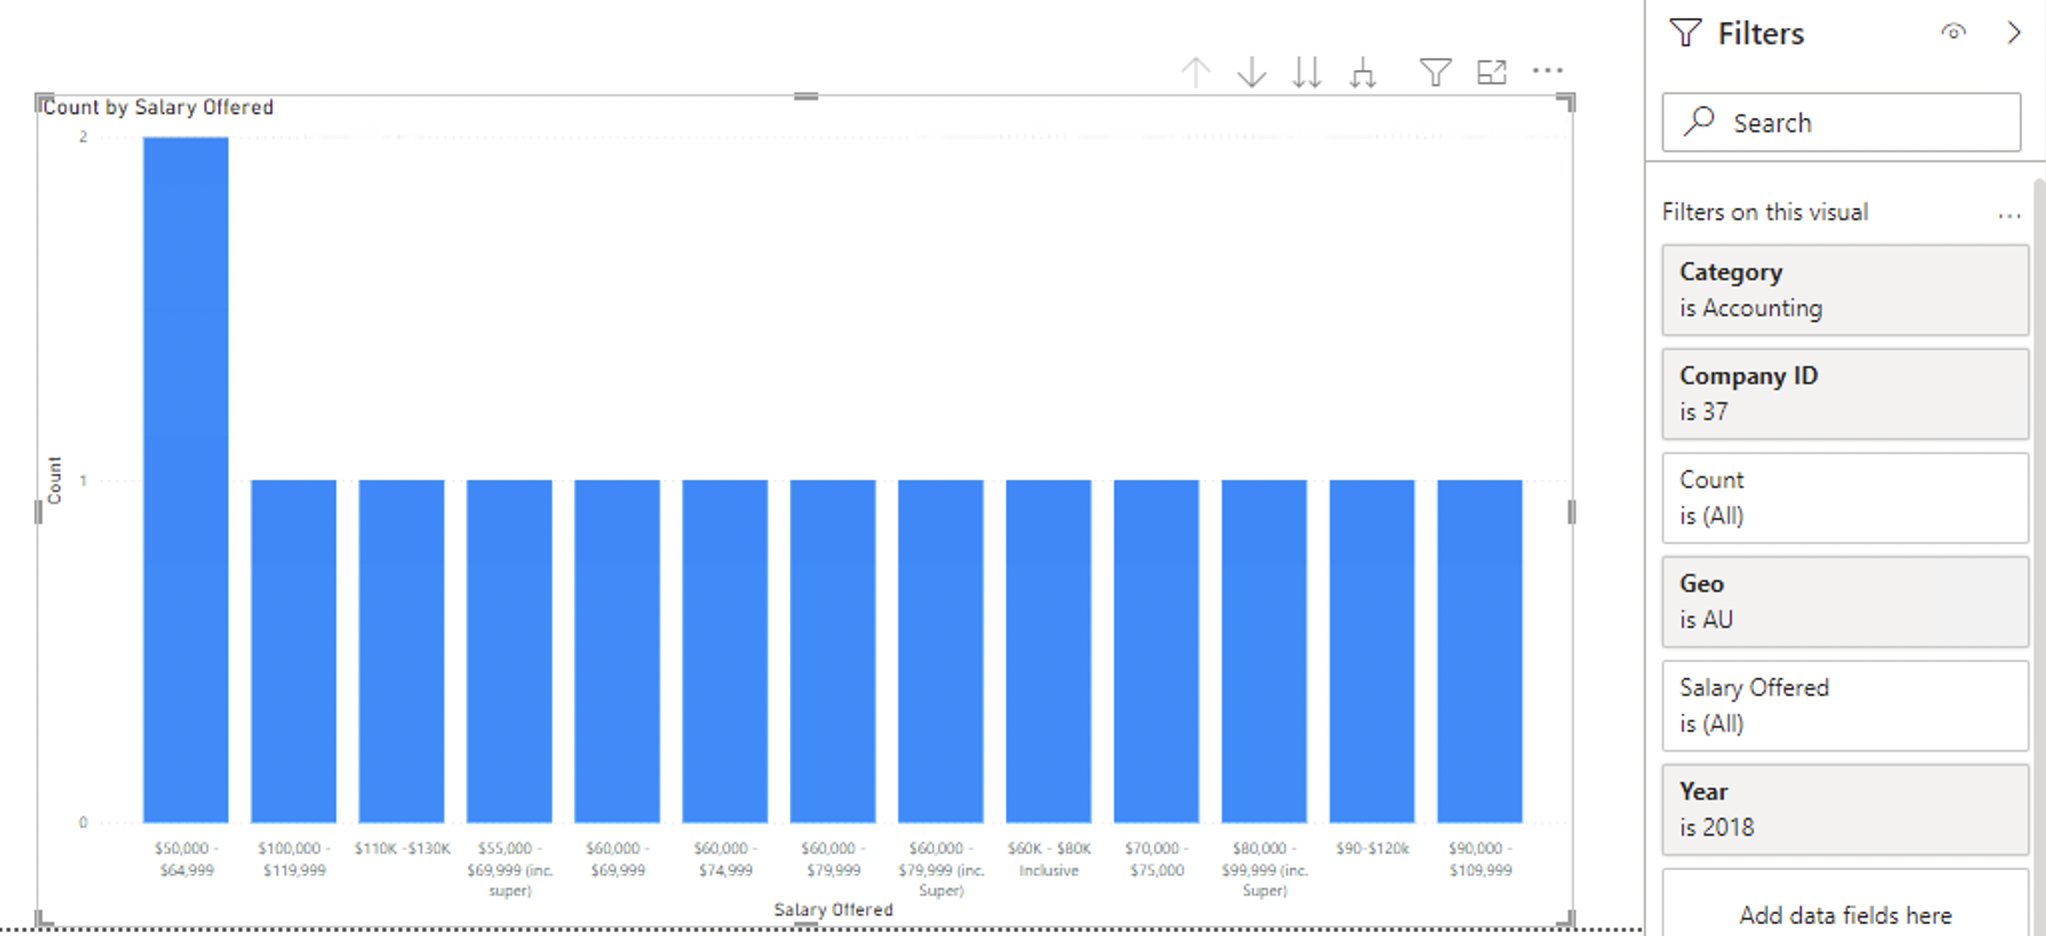 Count by Salary Offered
2
1
0
Count
$50,000 -
$64,999
$100,000 -
$119,999
$110K -$130K
$55,000 -
$69,999 (inc.
super)
$60,000 -
$69,999
$60,000 -
$74,999
$60,000 -
$79,999
$60,000 -
$79,999 (inc.
Super)
$60K - $80K
Inclusive
$70,000 -
$75,000
$80,000 -
$99,999 (inc.
Super)
$90-$120k
$90,000 -
$109,999
Salary Offered
Filters
Search
Filters on this visual
Category
is Accounting
Company ID
is 37
Count
is (All)
Geo
is AU
Salary Offered
is (All)
Year
is 2018
Add data fields here